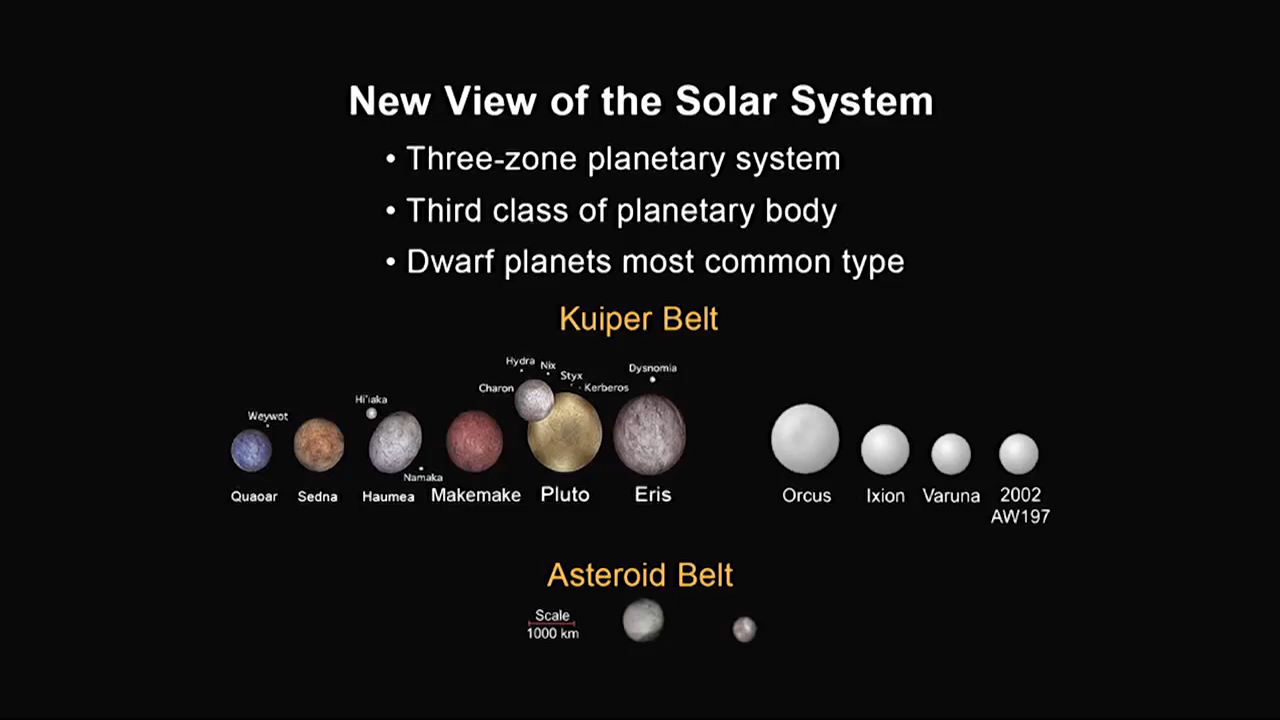 New View of the Solar System
• Three-zone planetary system
• Third class of planetary body
• Dwarf planets most common type
Kuiper Belt
Hydra
Nix
Styx
Dysnomia
Charon
Kerberos
Hi'iaka
Weywot
Namaka
Quaoar
Sedna
Haumea
Makemake
Pluto
Eris
Orcus
Ixion
Varuna
2002
AW197
Asteroid Belt
Scale
1000 km